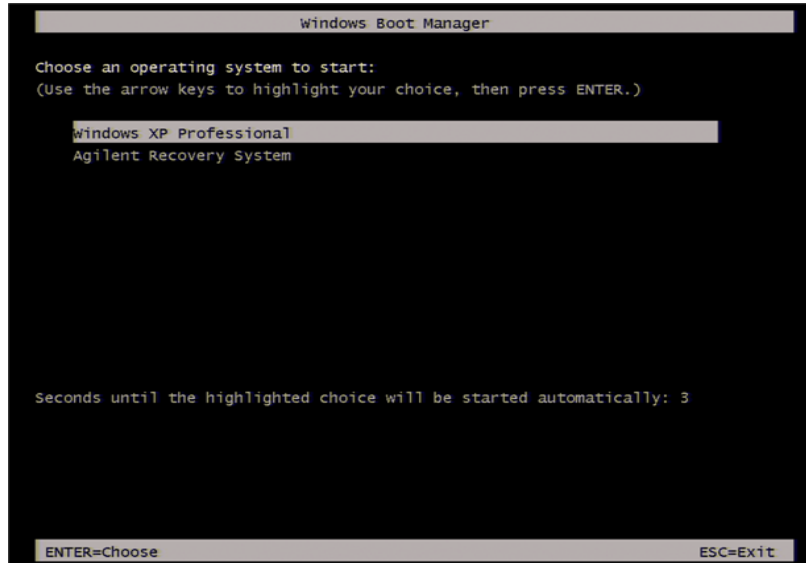 Windows Boot Manager
Choose an operating system to start:
(Use the arrow keys to highlight your choice, then press ENTER.)
Windows XP Professional
Agilent Recovery System
Seconds until the highlighted choice will be started automatically: 3
ENTER=Choose ESC=Exit